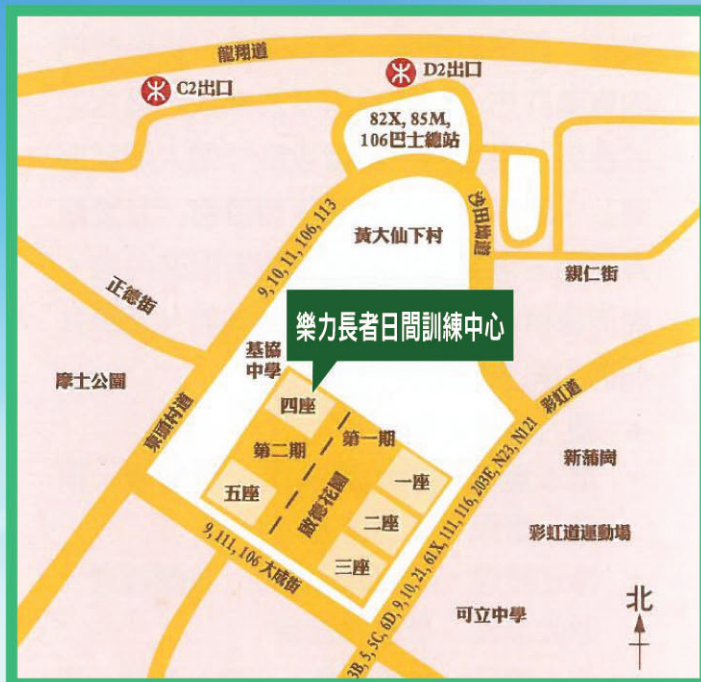 龍翔道
C2出口
D2出口
82X, 85M,
106巴士總站
沙田坳道
9, 10, 11, 106, 113
黃大仙下村
親仁街
正德街
樂力長者日間訓練中心
基協
中學
摩士公園
東頭村道
彩虹道
四座
第一期
第二期
啟德花園
一座
新蒲崗
五座
二座
彩虹道運動場
三座
9, 111, 106 大成街
3B, 5, 5C, 6D, 9, 10, 21, 61X, 111, 116, 203E, N23, N121
可立中學
北